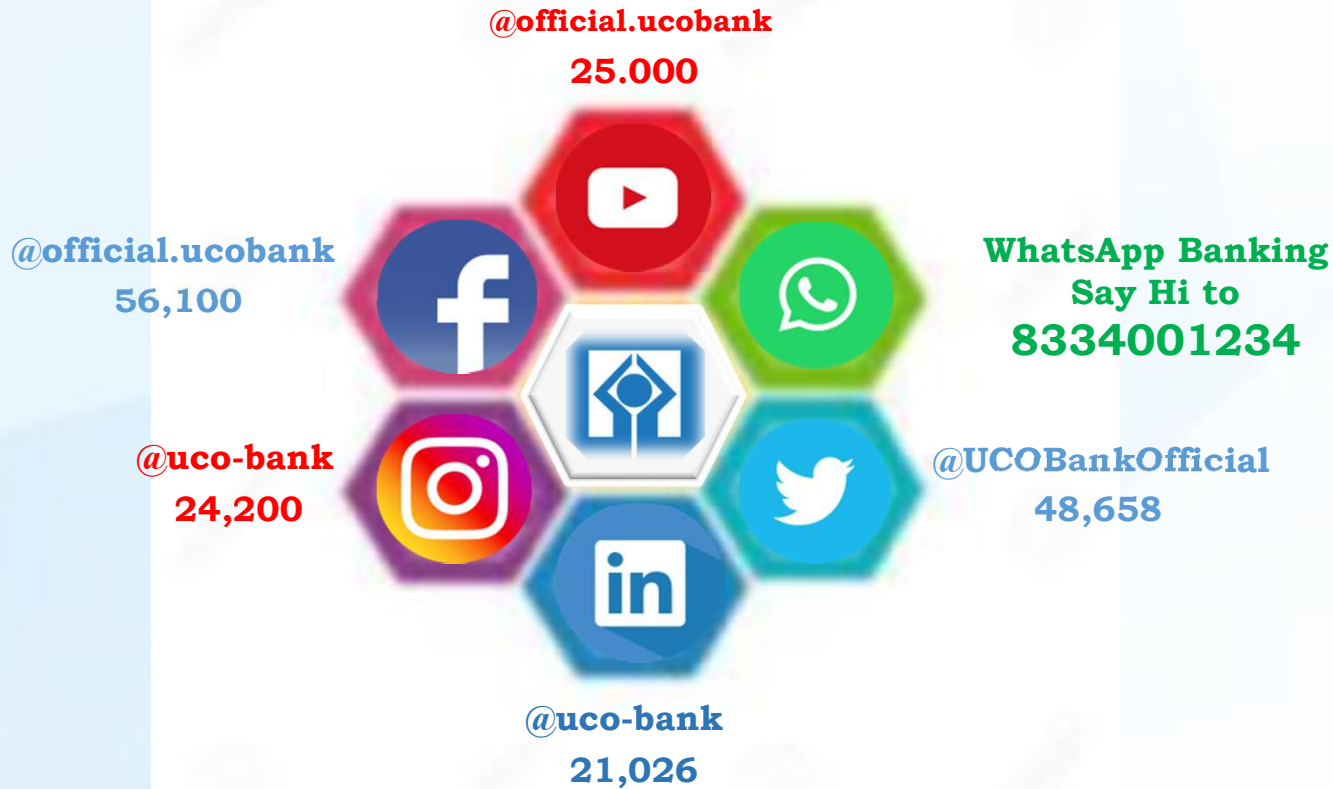 @official.ucobank
25.000
@official.ucobank
56,100
WhatsApp Banking
Say Hi to
8334001234
@uco-bank
24,200
@UCOBankOfficial
48,658
in
@uco-bank
21,026